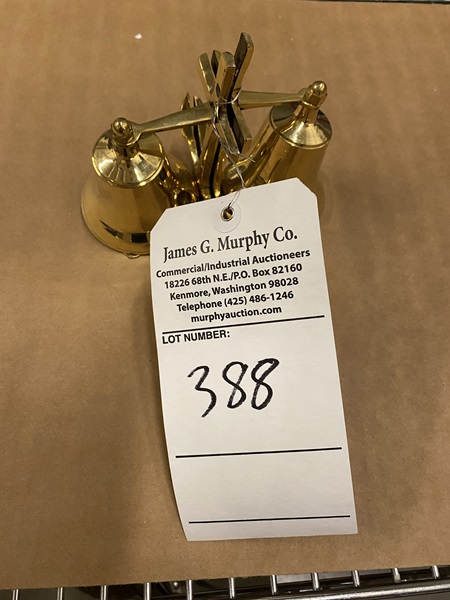 James G. Murphy Co.
Commercial/Industrial Auctioneers
18226 68th N.E./P.O. Box 82160
Kenmore, Washington 98028
Telephone (425) 486-1246
murphyauction.com
LOT NUMBER:
388